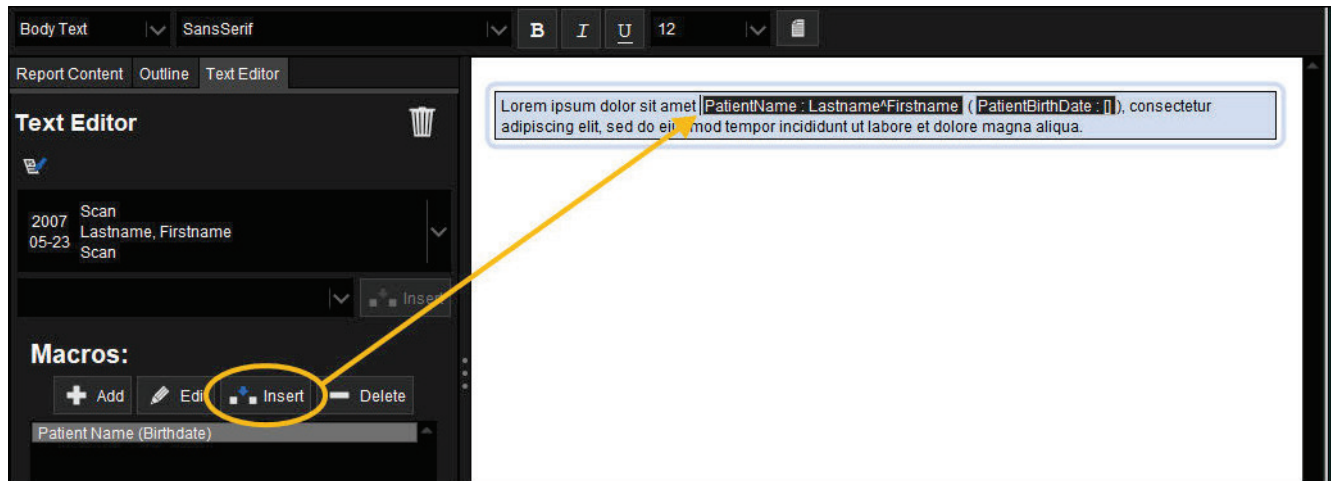 Body Text SansSerif B I U 12
Report Content Outline Text Editor
Text Editor
2007
05-23
Scan
Lastname, Firstname
Scan
Insert
Macros:
Add Edit Insert Delete
Patient Name (Birthdate)
Lorem ipsum dolor sit amet PatientName : Lastname^Firstname ( PatientBirthDate : [] ), consectetur
adipiscing elit, sed do eiusmod tempor incididunt ut labore et dolore magna aliqua.